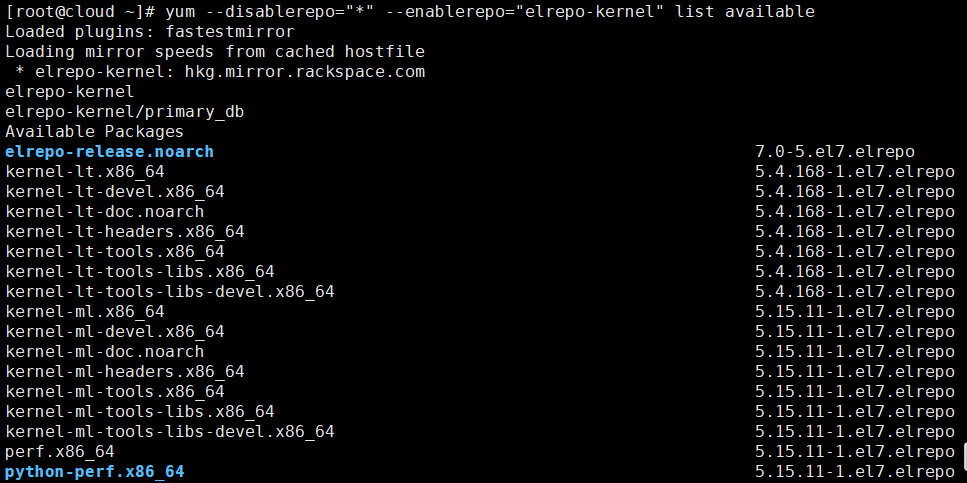 [root@cloud ~]# yum --disablerepo="*" --enablerepo="elrepo-kernel" list available
Loaded plugins: fastestmirror
Loading mirror speeds from cached hostfile
 * elrepo-kernel: hkg.mirror.rackspace.com
elrepo-kernel
elrepo-kernel/primary_db
Available Packages
elrepo-release.noarch 7.0-5.el7.elrepo
kernel-lt.x86_64 5.4.168-1.el7.elrepo
kernel-lt-devel.x86_64 5.4.168-1.el7.elrepo
kernel-lt-doc.noarch 5.4.168-1.el7.elrepo
kernel-lt-headers.x86_64 5.4.168-1.el7.elrepo
kernel-lt-tools.x86_64 5.4.168-1.el7.elrepo
kernel-lt-tools-libs.x86_64 5.4.168-1.el7.elrepo
kernel-lt-tools-libs-devel.x86_64 5.4.168-1.el7.elrepo
kernel-ml.x86_64 5.15.11-1.el7.elrepo
kernel-ml-devel.x86_64 5.15.11-1.el7.elrepo
kernel-ml-doc.noarch 5.15.11-1.el7.elrepo
kernel-ml-headers.x86_64 5.15.11-1.el7.elrepo
kernel-ml-tools.x86_64 5.15.11-1.el7.elrepo
kernel-ml-tools-libs.x86_64 5.15.11-1.el7.elrepo
kernel-ml-tools-libs-devel.x86_64 5.15.11-1.el7.elrepo
perf.x86_64 5.15.11-1.el7.elrepo
python-perf.x86_64 5.15.11-1.el7.elrepo